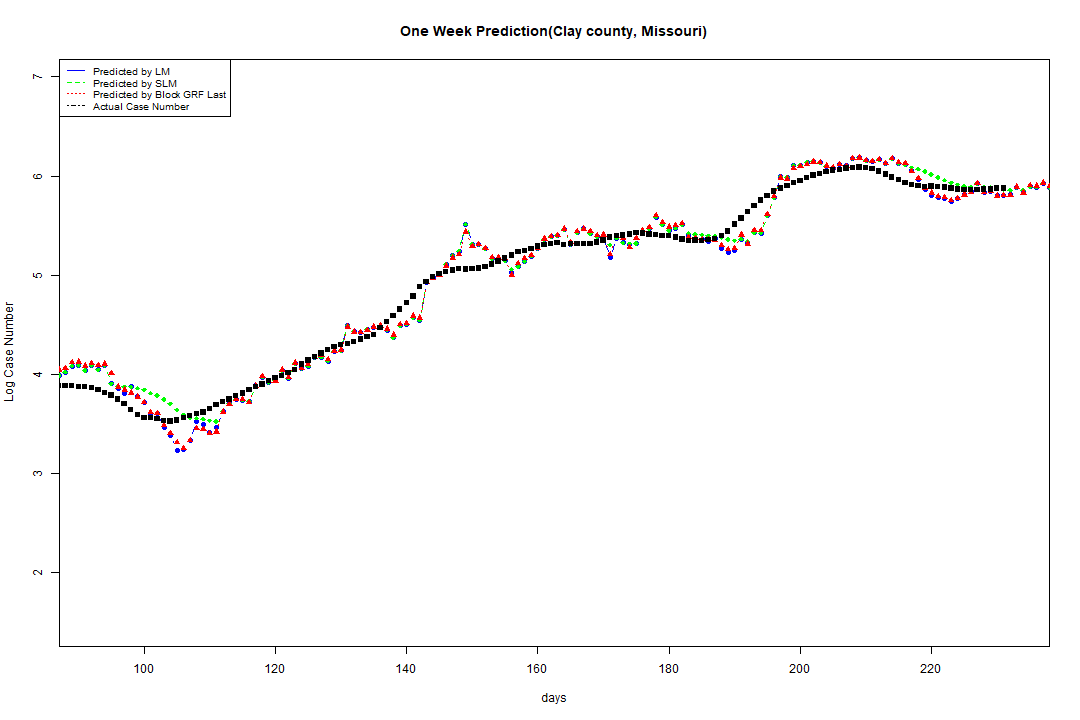 One Week Prediction(Clay county, Missouri)
Predicted by LM
Predicted by SLM
Predicted by Block GRF Last
Actual Case Number
7
6
5
4
3
2
Log Case Number
100 120 140 160 180 200 220
days